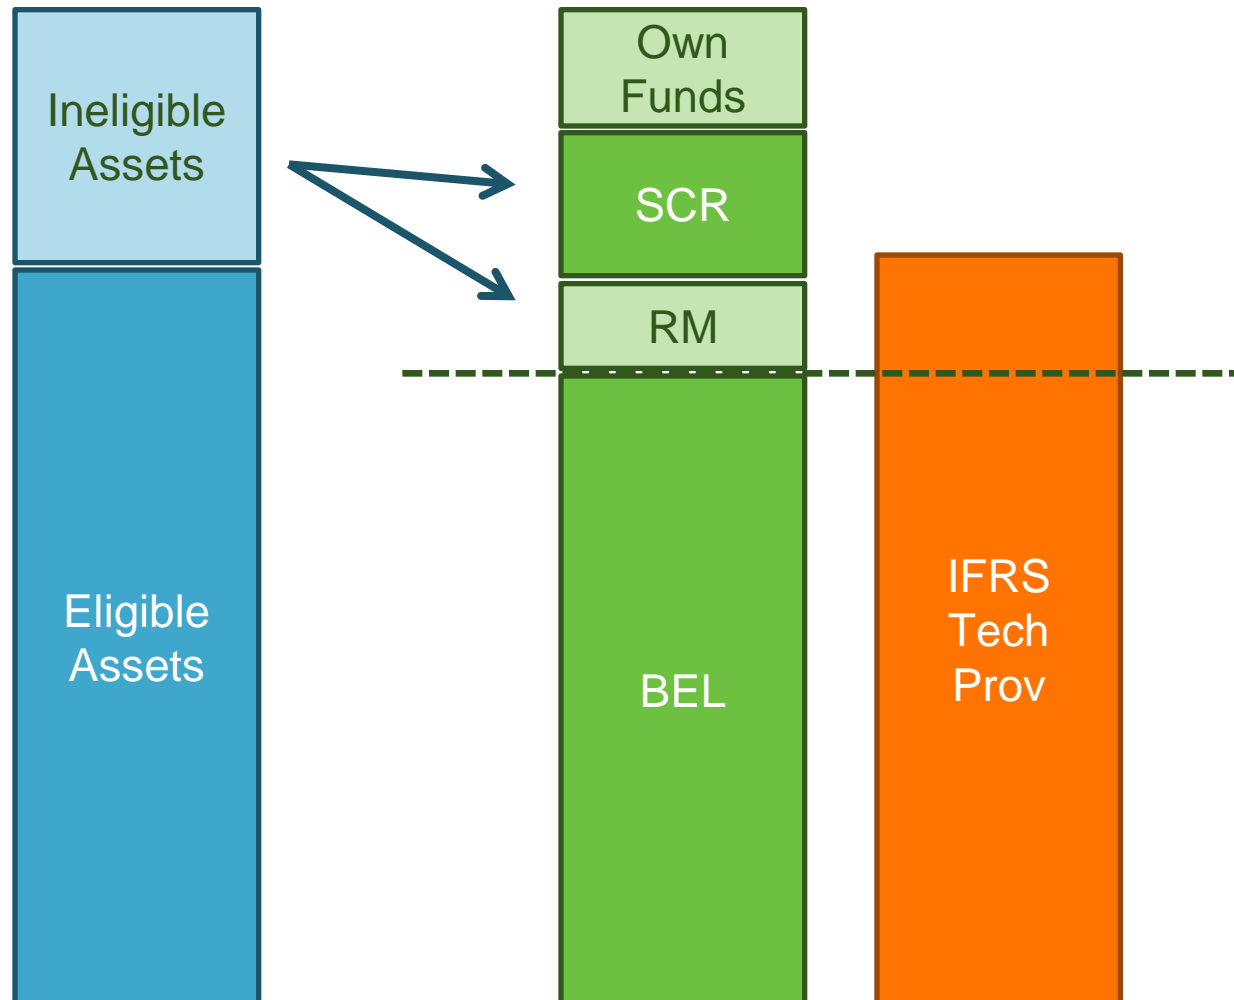 Ineligible
Assets
Eligible
Assets
Own
Funds
SCR
RM
BEL
IFRS
Tech
Prov